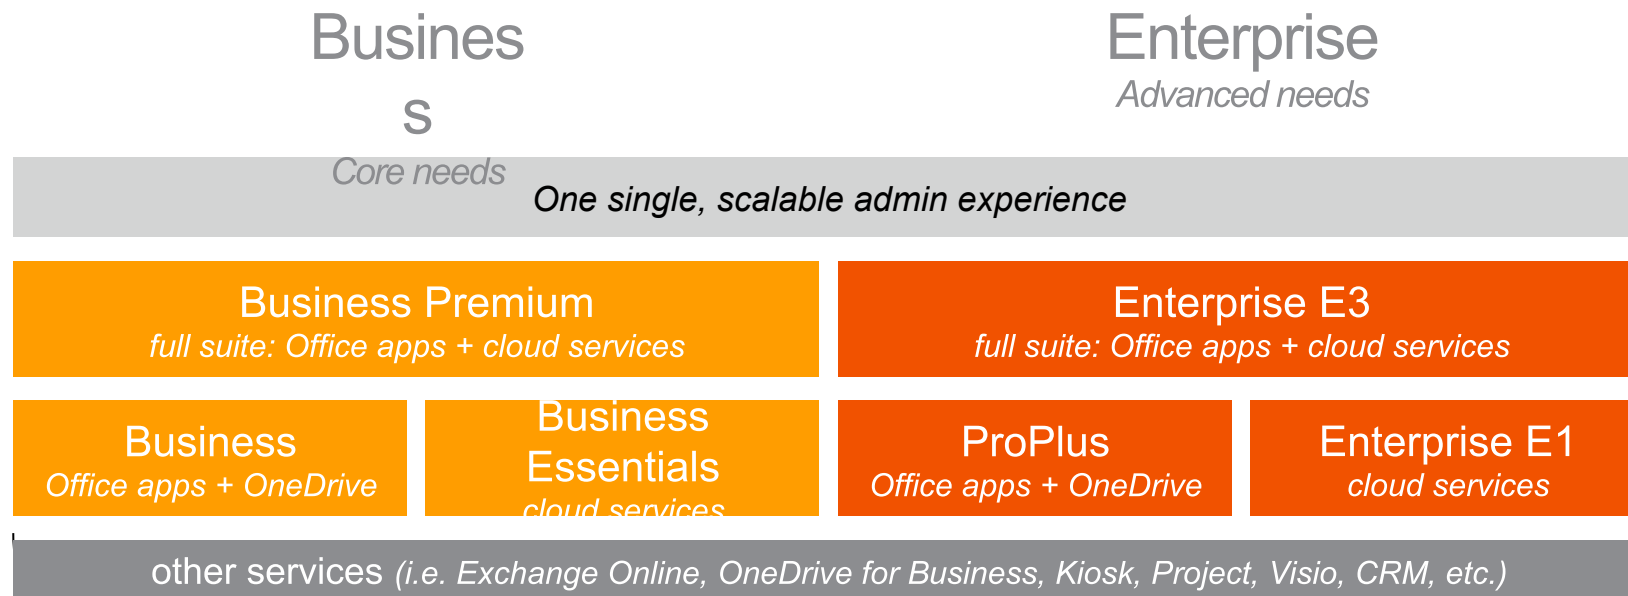 Busines
s
Core needs
Enterprise
Advanced needs
One single, scalable admin experience
Business Premium
full suite: Office apps + cloud services
Enterprise E3
full suite: Office apps + cloud services
Business
Office apps + OneDrive
Business
Essentials
cloud services
ProPlus
Office apps + OneDrive
Enterprise E1
cloud services
other services (i.e. Exchange Online, OneDrive for Business, Kiosk, Project, Visio, CRM, etc.)